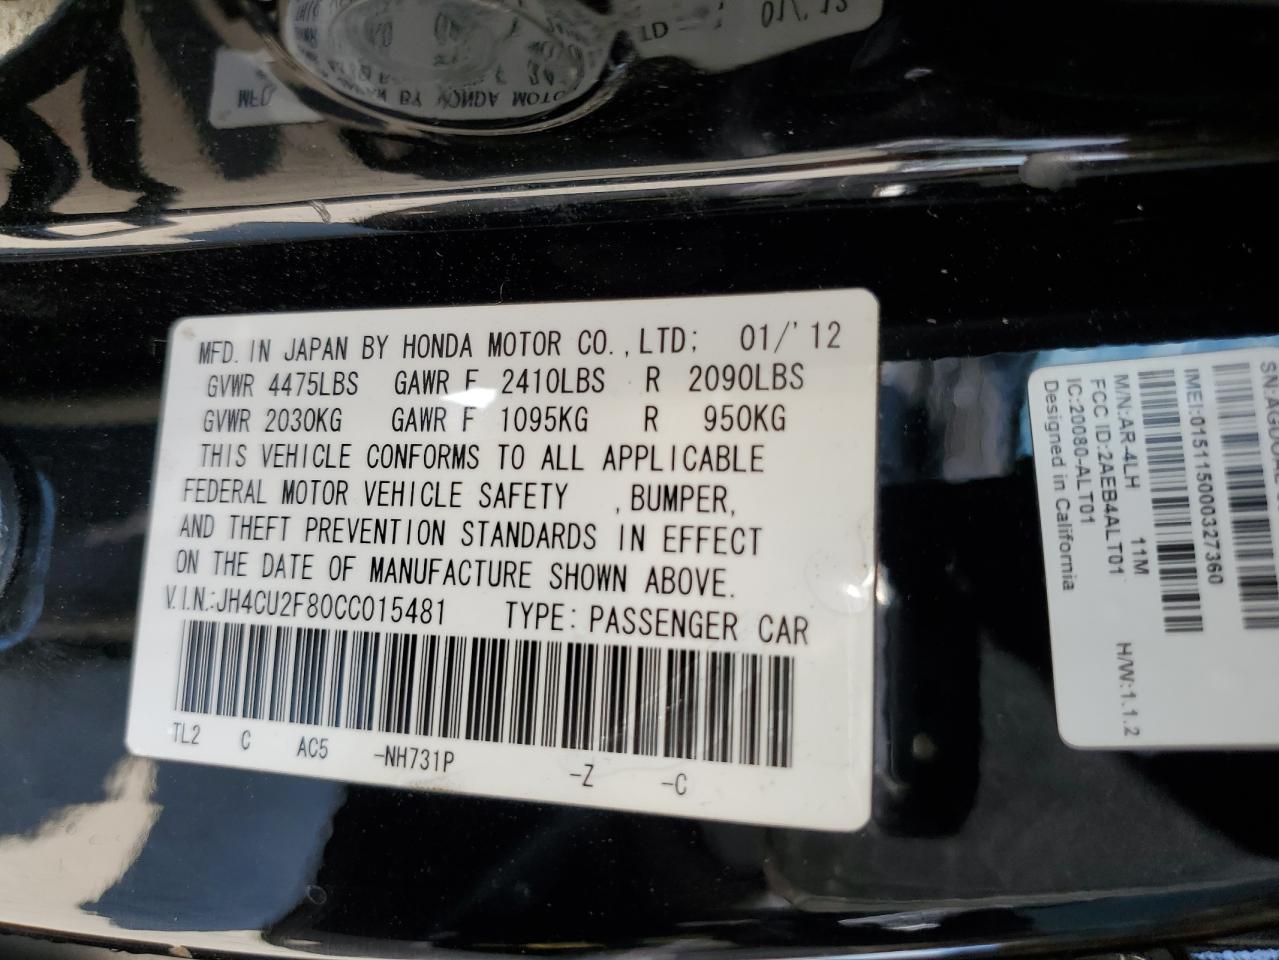 MFD. IN JAPAN BY HONDA MOTOR CO.,LTD; 01/'12
GVWR 4475LBS GAWR F 2410LBS R 2090LBS
GVWR 2030KG GAWR F 1095KG R 950KG
THIS VEHICLE CONFORMS TO ALL APPLICABLE
FEDERAL MOTOR VEHICLE SAFETY ,BUMPER,
AND THEFT PREVENTION STANDARDS IN EFFECT
ON THE DATE OF MANUFACTURE SHOWN ABOVE.
V.I.N.:JH4CU2F80CC015481 TYPE: PASSENGER CAR
TL2 C AC5 -NH731P -Z -C
IMEI:015115000327360
M/N:AR-4LH 11M H/W:1.1.2
FCC ID:2AEB4ALT01
IC:20080-ALT01
Designed in California